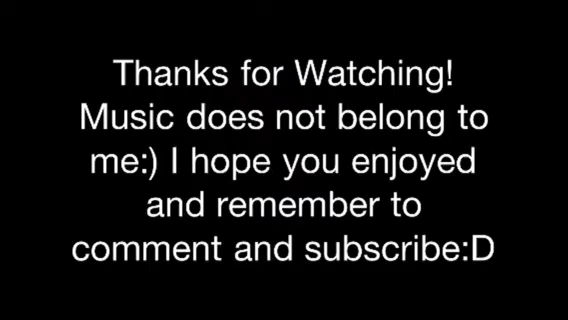 Thanks for Watching!
Music does not belong to
me:) I hope you enjoyed
and remember to
comment and subscribe:D